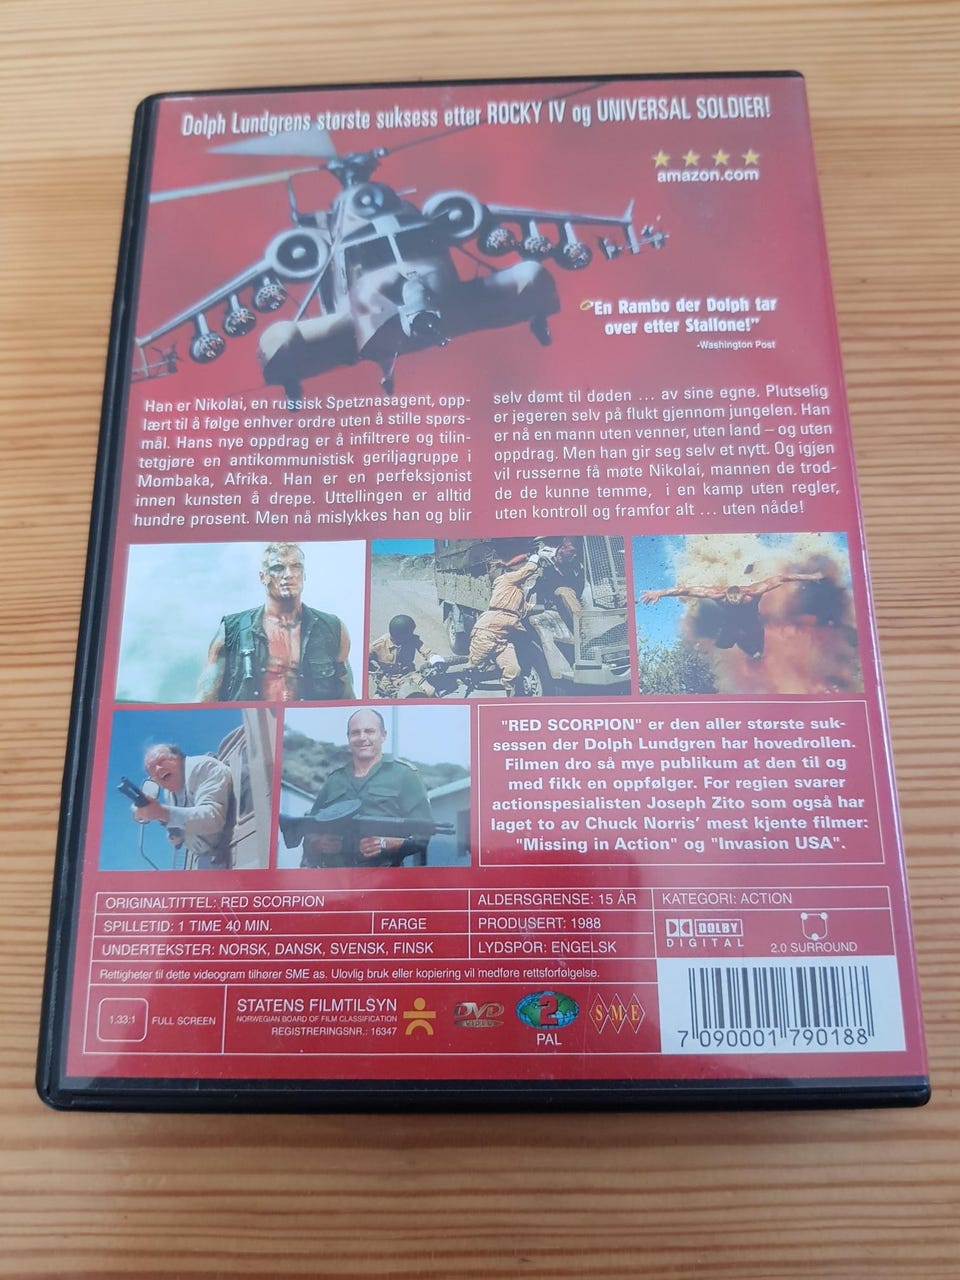 Dolph Lundgrens største suksess etter ROCKY IV og UNIVERSAL SOLDIER!
amazon.com
"En Rambo der Dolph tar
over etter Stallone!"
-Washington Post
Han er Nikolai, en russisk Spetznasagent, opp-
lært til å følge enhver ordre uten å stille spørs-
mål. Hans nye oppdrag er å infiltrere og tilin-
tetgjøre en antikommunistisk geriljagruppe i
Mombaka, Afrika. Han er en perfeksjonist
innen kunsten å drepe. Uttellingen er alltid
hundre prosent. Men nå mislykkes han og blir
selv dømt til døden ... av sine egne. Plutselig
er jegeren selv på flukt gjennom jungelen. Han
er nå en mann uten venner, uten land – og uten
oppdrag. Men han gir seg selv et nytt. Og igjen
vil russerne få møte Nikolai, mannen de trod-
de de kunne temme, i en kamp uten regler,
uten kontroll og framfor alt ... uten nåde!
"RED SCORPION" er den aller største suk-
sessen der Dolph Lundgren har hovedrollen.
Filmen dro så mye publikum at den til og
med fikk en oppfølger. For regien svarer
actionspesialisten Joseph Zito som også har
laget to av Chuck Norris' mest kjente filmer:
"Missing in Action" og "Invasion USA".
ORIGINALTITTEL: RED SCORPION
ALDERSGRENSE: 15 ÅR
KATEGORI: ACTION
SPILLETID: 1 TIME 40 MIN.
FARGE
PRODUSERT: 1988
UNDERTEKSTER: NORSK, DANSK, SVENSK, FINSK
LYDSPOR: ENGELSK
DOLBY
DIGITAL
2.0 SURROUND
Rettigheter til dette videogram tilhører SME as. Ulovlig bruk eller kopiering vil medføre rettsforfølgelse.
1.33:1
FULL SCREEN
STATENS FILMTILSYN
NORWEGIAN BOARD OF FILM CLASSIFICATION
REGISTRERINGSNR.: 16347
DVD
VIDEO
2
PAL
SME
7 090001 790188